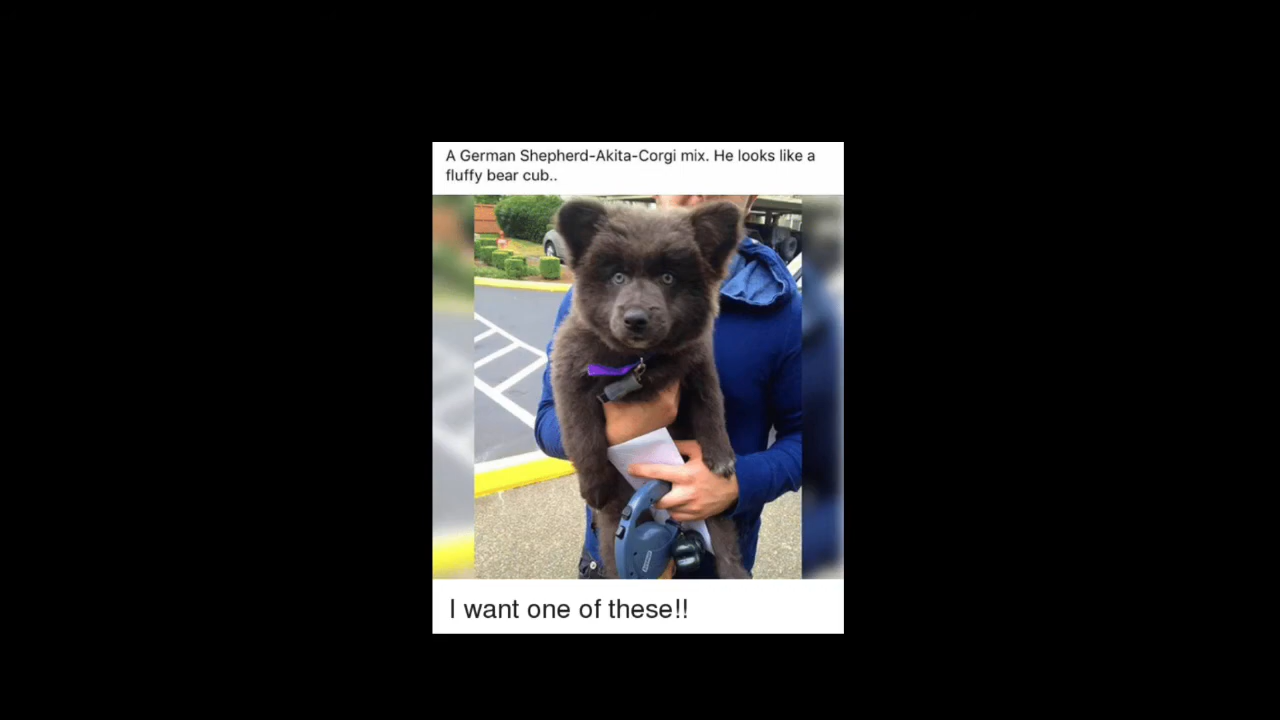 A German Shepherd-Akita-Corgi mix. He looks like a
fluffy bear cub..
I want one of these!!